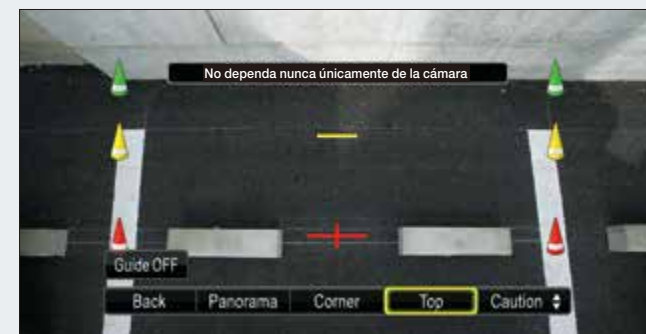 No dependa nunca únicamente de la cámara
Guide OFF
Back Panorama Corner Top Caution